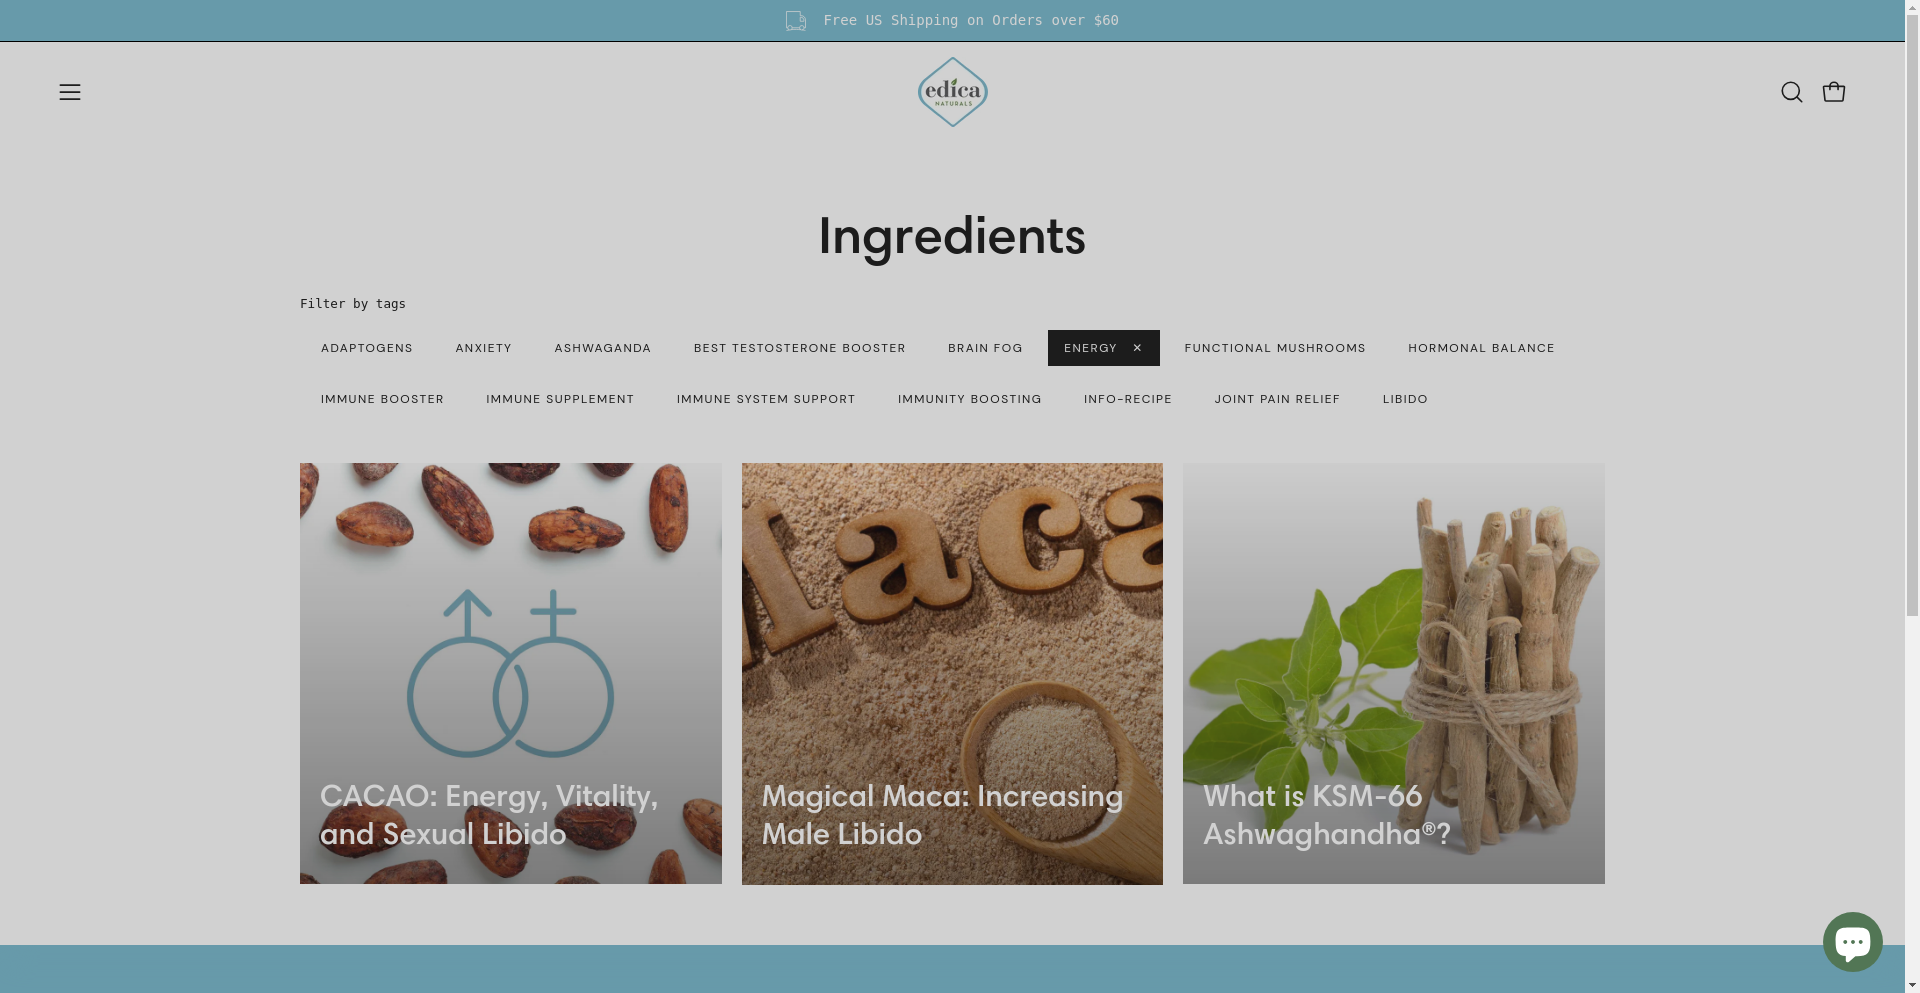 Free US Shipping on Orders over $60
edica
NATURALS
Ingredients
Filter by tags
ADAPTOGENS ANXIETY ASHWAGANDA BEST TESTOSTERONE BOOSTER BRAIN FOG ENERGY × FUNCTIONAL MUSHROOMS HORMONAL BALANCE
IMMUNE BOOSTER IMMUNE SUPPLEMENT IMMUNE SYSTEM SUPPORT IMMUNITY BOOSTING INFO-RECIPE JOINT PAIN RELIEF LIBIDO
Maca
CACAO: Energy, Vitality,
and Sexual Libido
Magical Maca: Increasing
Male Libido
What is KSM-66
Ashwaghandha®?